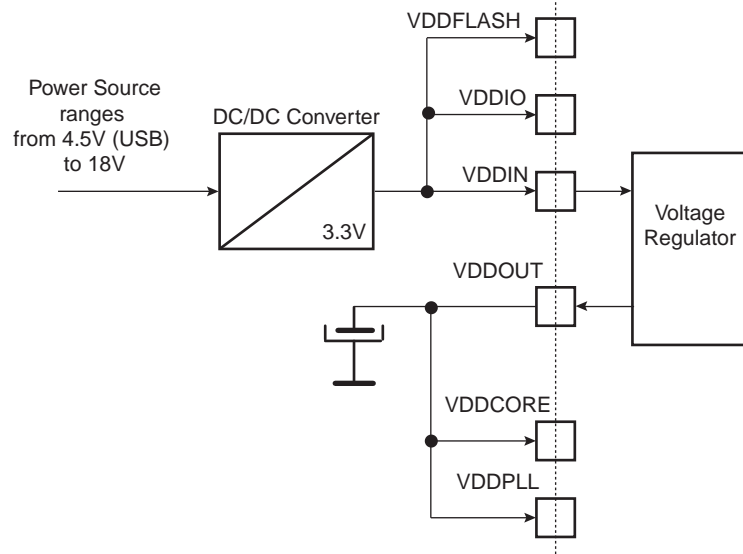 VDDFLASH
Power Source
ranges
from 4.5V (USB)
to 18V
DC/DC Converter
VDDIO
VDDIN
3.3V
Voltage
Regulator
VDDOUT
VDDCORE
VDDPLL